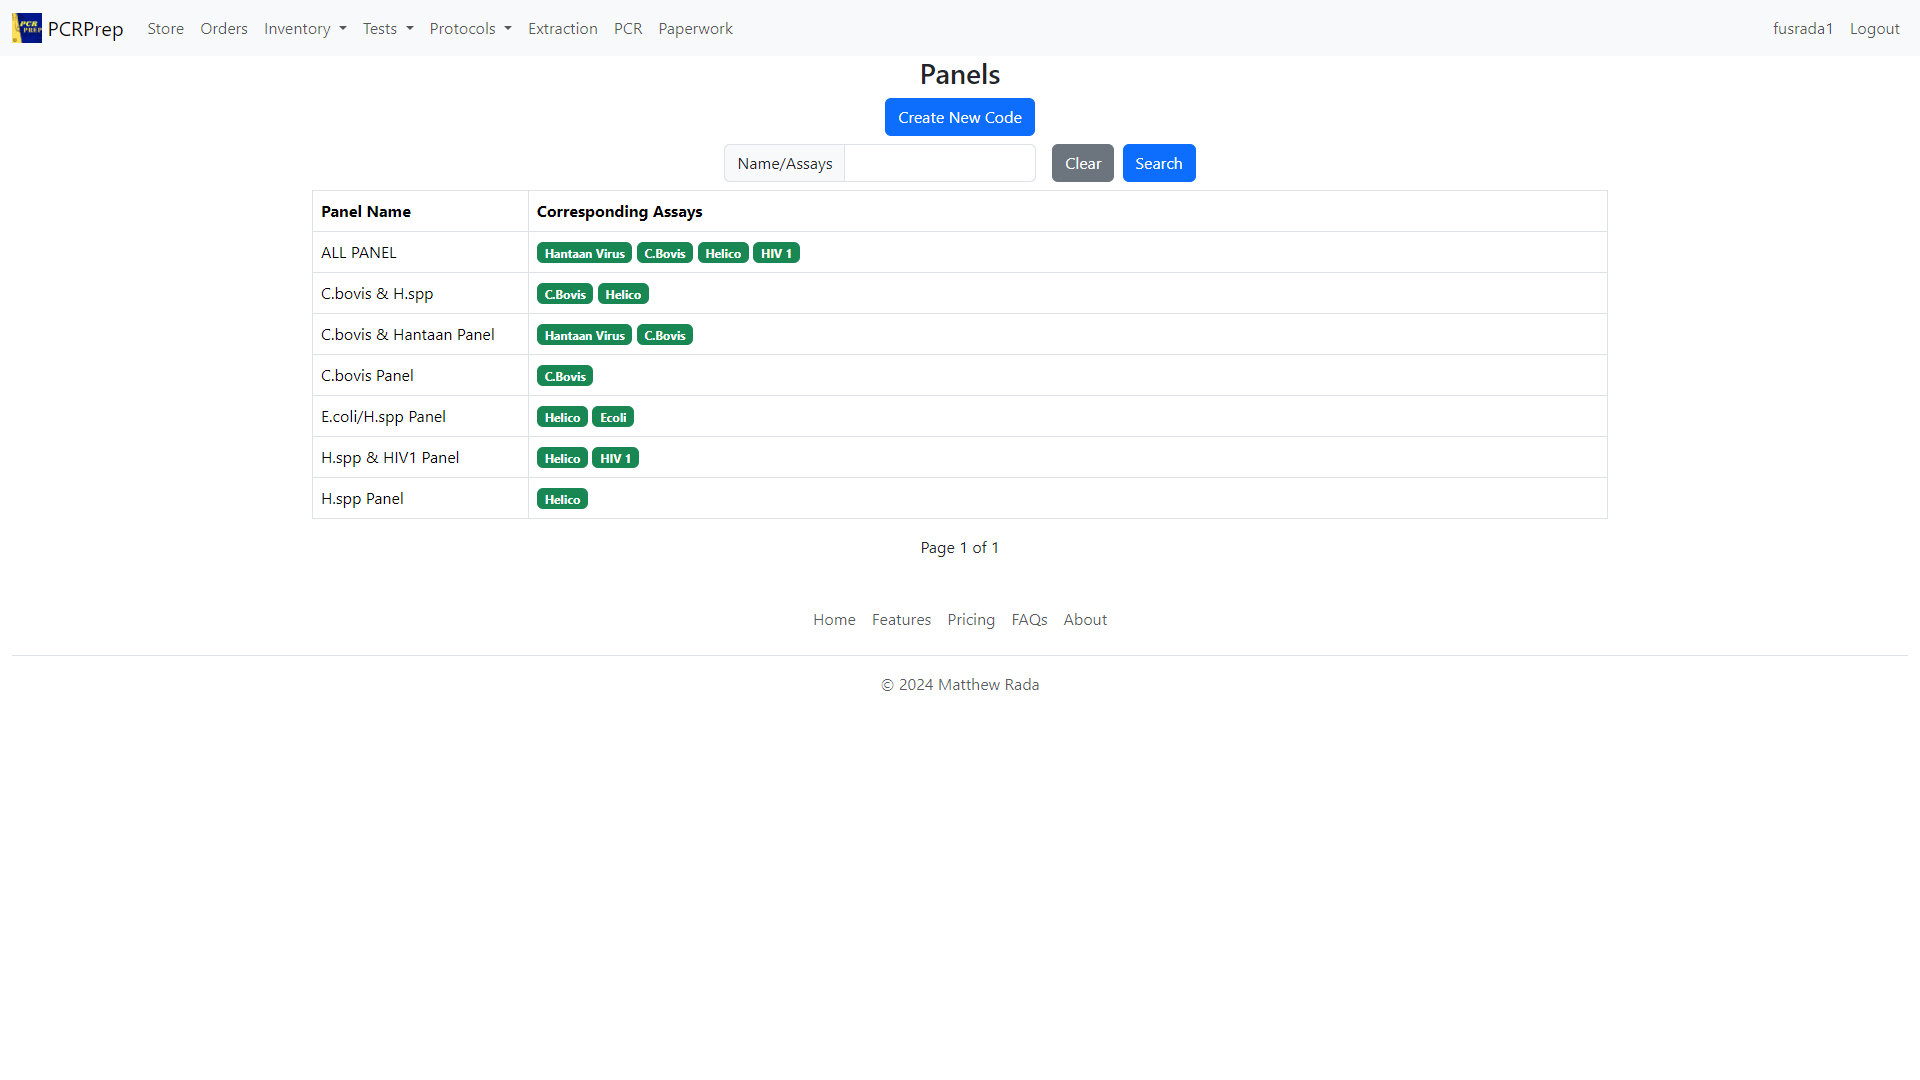 PCR PREP PCRPrep Store Orders Inventory Tests Protocols Extraction PCR Paperwork fusrada1 Logout
Panels
Create New Code
Name/Assays Clear Search
Panel Name Corresponding Assays
ALL PANEL Hantaan Virus C.Bovis Helico HIV 1
C.bovis & H.spp C.Bovis Helico
C.bovis & Hantaan Panel Hantaan Virus C.Bovis
C.bovis Panel C.Bovis
E.coli/H.spp Panel Helico Ecoli
H.spp & HIV1 Panel Helico HIV 1
H.spp Panel Helico
Page 1 of 1
Home Features Pricing FAQs About
© 2024 Matthew Rada